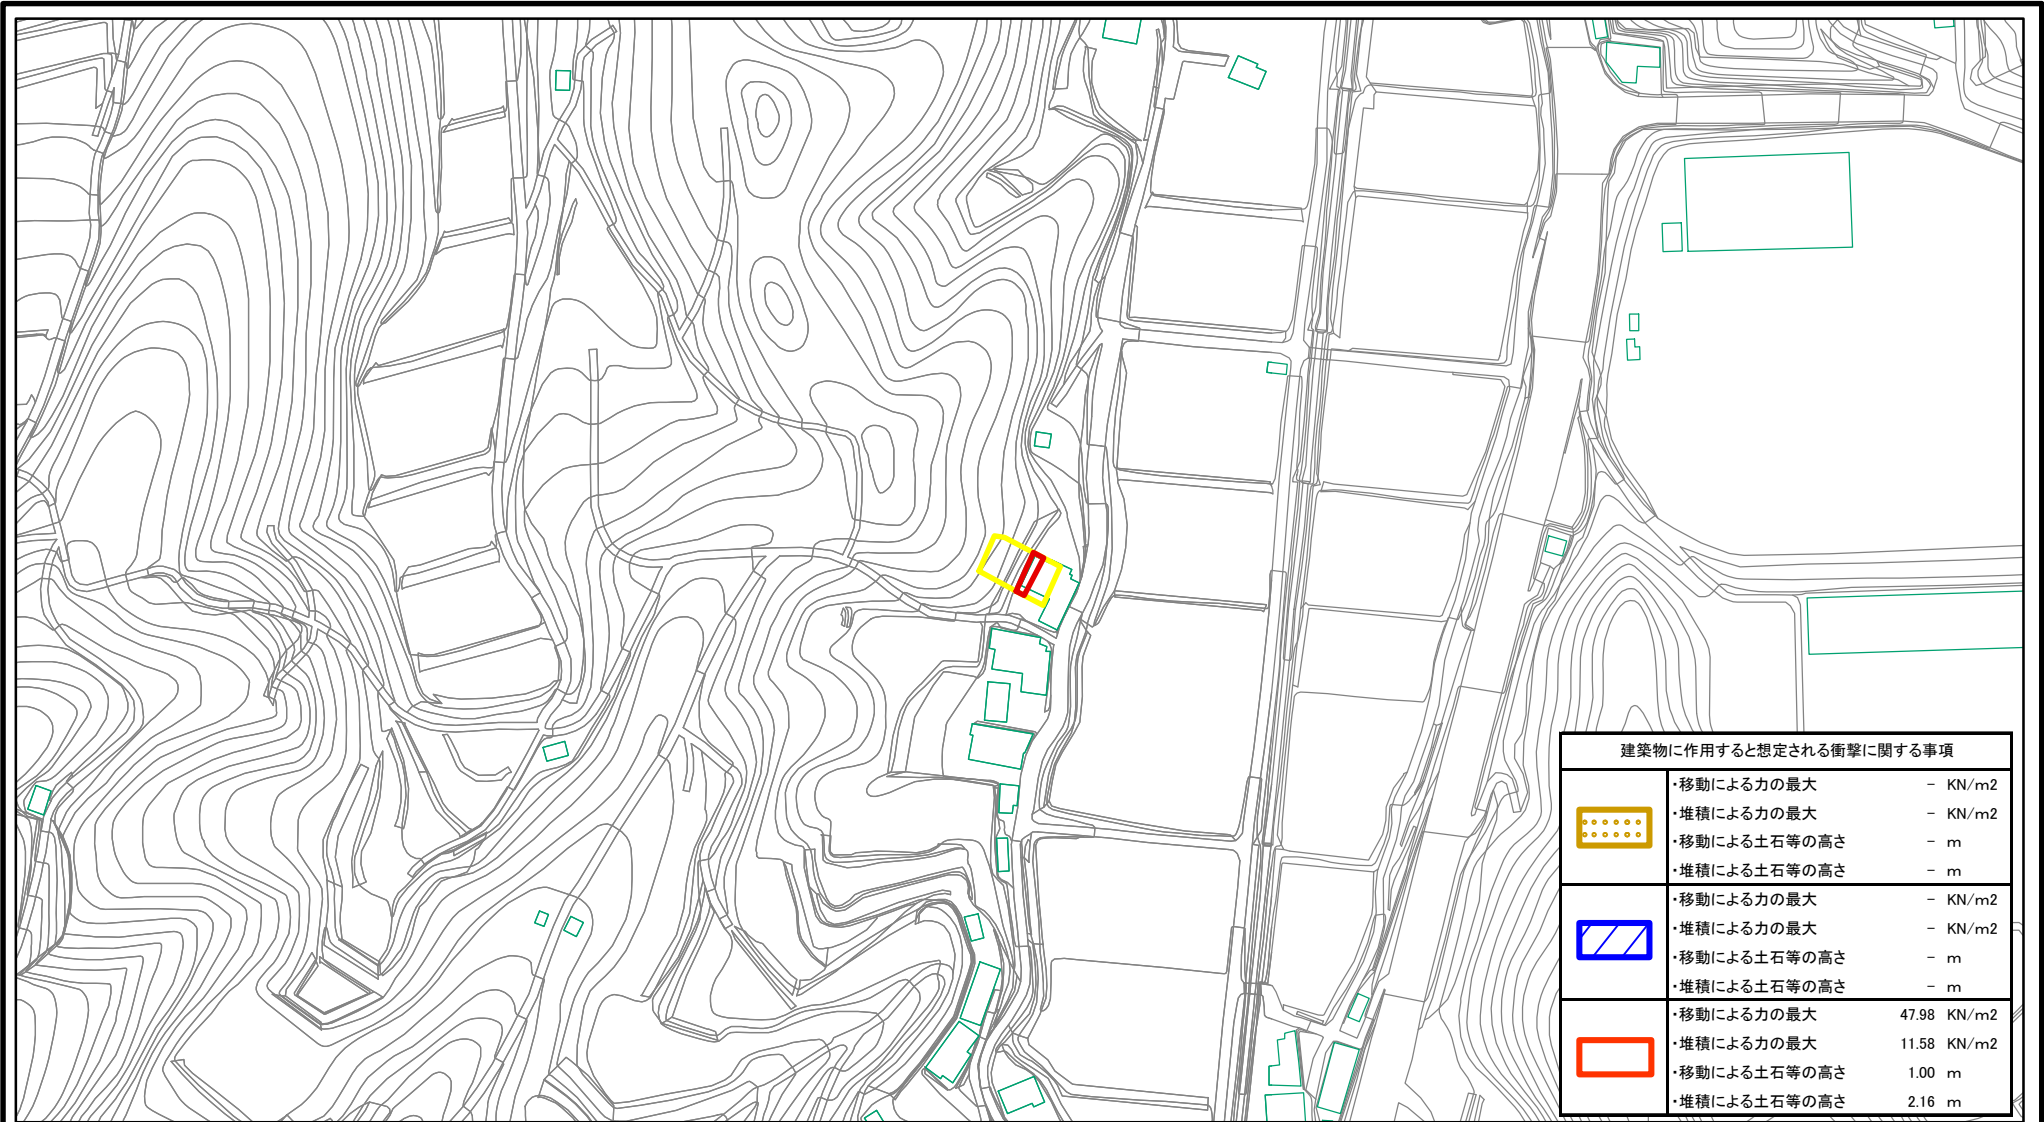 建築物に作用すると想定される衝撃に関する事項
・移動による力の最大 － KN/m2
・堆積による力の最大 － KN/m2
・移動による土石等の高さ － m
・堆積による土石等の高さ － m
・移動による力の最大 － KN/m2
・堆積による力の最大 － KN/m2
・移動による土石等の高さ － m
・堆積による土石等の高さ － m
・移動による力の最大 47.98 KN/m2
・堆積による力の最大 11.58 KN/m2
・移動による土石等の高さ 1.00 m
・堆積による土石等の高さ 2.16 m